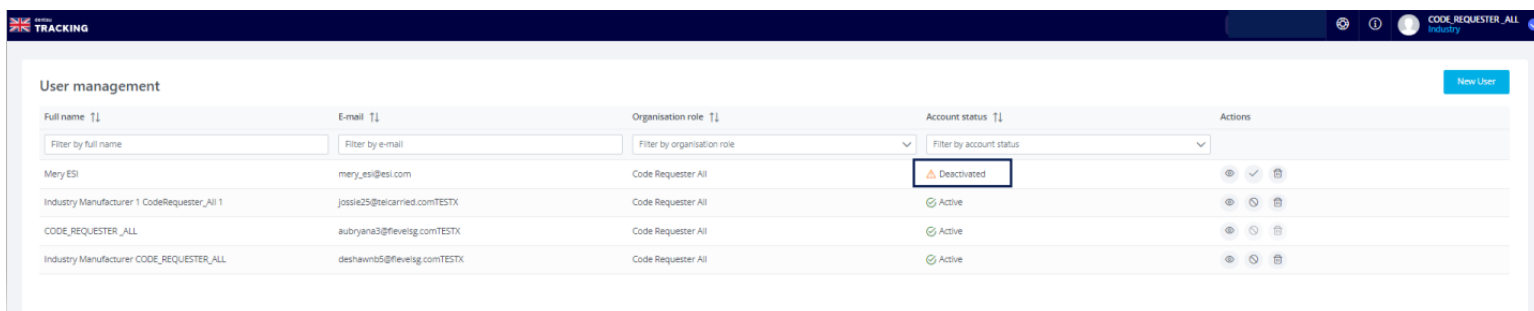 dentsu
TRACKING
CODE_REQUESTER_ALL
Industry
User management
New User
Full name E-mail Organisation role Account status Actions
Filter by full name Filter by e-mail Filter by organisation role Filter by account status
Mery ESI mery_esi@esi.com Code Requester All Deactivated
Industry Manufacturer 1 CodeRequester_All 1 jossie25@teicarried.comTESTX Code Requester All Active
CODE_REQUESTER_ALL aubryana3@flevelsg.comTESTX Code Requester All Active
Industry Manufacturer CODE_REQUESTER_ALL deshawnb5@flevelsg.comTESTX Code Requester All Active